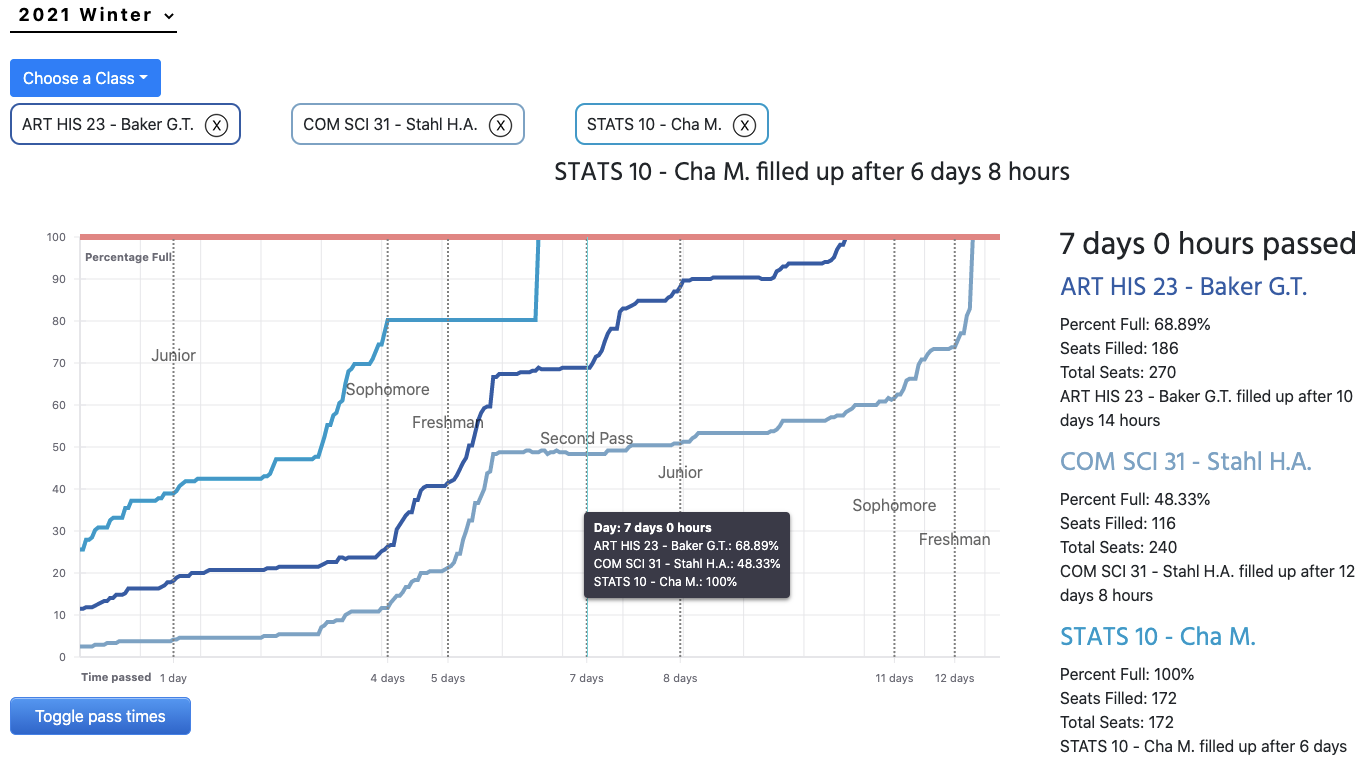 2021 Winter
Choose a Class
ART HIS 23 - Baker G.T. X
COM SCI 31 - Stahl H.A. X
STATS 10 - Cha M. X
STATS 10 - Cha M. filled up after 6 days 8 hours
100
90
80
70
60
50
40
30
20
10
0
Percentage Full
Junior
Sophomore
Freshman
Second Pass
Junior
Sophomore
Freshman
Day: 7 days 0 hours
ART HIS 23 - Baker G.T.: 68.89%
COM SCI 31 - Stahl H.A.: 48.33%
STATS 10 - Cha M.: 100%
Time passed 1 day 4 days 5 days 7 days 8 days 11 days 12 days
Toggle pass times
7 days 0 hours passed
ART HIS 23 - Baker G.T.
Percent Full: 68.89%
Seats Filled: 186
Total Seats: 270
ART HIS 23 - Baker G.T. filled up after 10
days 14 hours
COM SCI 31 - Stahl H.A.
Percent Full: 48.33%
Seats Filled: 116
Total Seats: 240
COM SCI 31 - Stahl H.A. filled up after 12
days 8 hours
STATS 10 - Cha M.
Percent Full: 100%
Seats Filled: 172
Total Seats: 172
STATS 10 - Cha M. filled up after 6 days